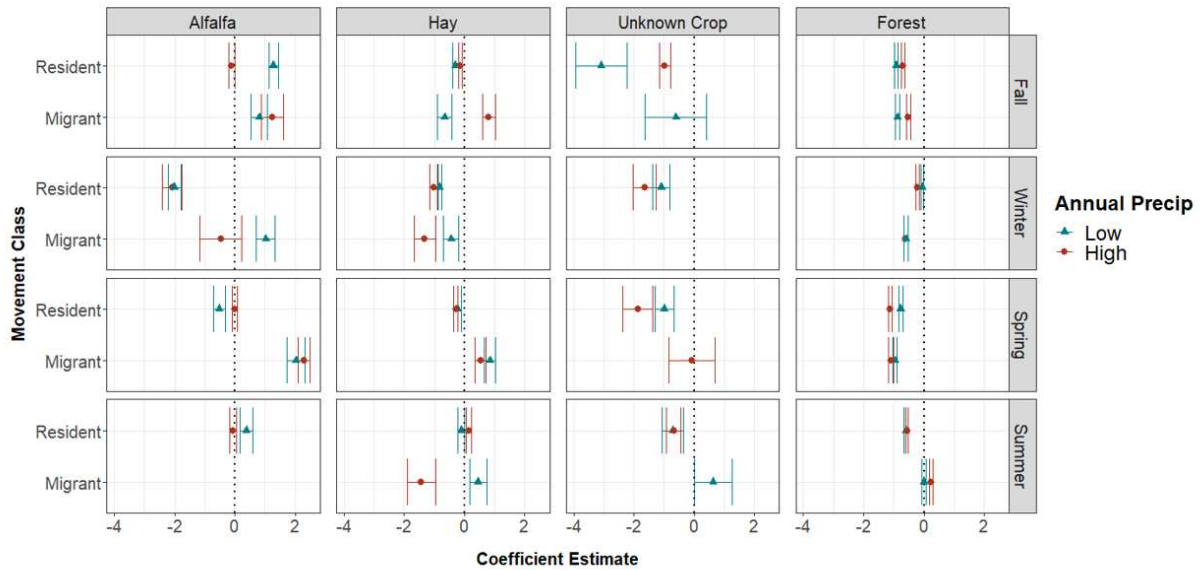 Alfalfa Hay Unknown Crop Forest
Resident
Migrant
Fall
Resident
Migrant
Winter
Resident
Migrant
Spring
Resident
Migrant
Summer
Movement Class
-4 -2 0 2 -4 -2 0 2 -4 -2 0 2 -4 -2 0 2
Coefficient Estimate
Annual Precip
Low
High